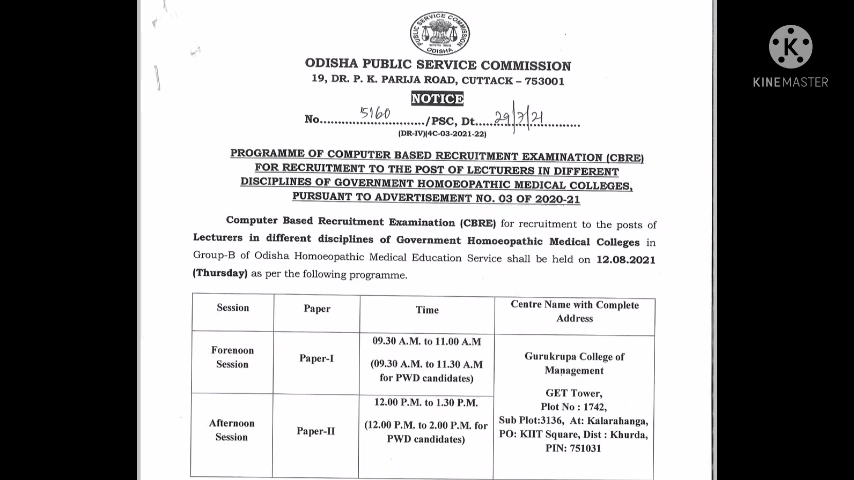 PUBLIC SERVICE COMMISSION
ODISHA
ODISHA PUBLIC SERVICE COMMISSION
19, DR. P. K. PARIJA ROAD, CUTTACK – 753001
NOTICE
No..........5160........../PSC, Dt.....29/7/21.....................
(DR-IV)(4C-03-2021-22)
PROGRAMME OF COMPUTER BASED RECRUITMENT EXAMINATION (CBRE)
FOR RECRUITMENT TO THE POST OF LECTURERS IN DIFFERENT
DISCIPLINES OF GOVERNMENT HOMOEOPATHIC MEDICAL COLLEGES,
PURSUANT TO ADVERTISEMENT NO. 03 OF 2020-21
Computer Based Recruitment Examination (CBRE) for recruitment to the posts of
Lecturers in different disciplines of Government Homoeopathic Medical Colleges in
Group-B of Odisha Homoeopathic Medical Education Service shall be held on 12.08.2021
(Thursday) as per the following programme.
Session
Paper
Time
Centre Name with Complete
Address
Forenoon
Session
Paper-I
09.30 A.M. to 11.00 A.M
(09.30 A.M. to 11.30 A.M
for PWD candidates)
Gurukrupa College of
Management
GET Tower,
Plot No : 1742,
Sub Plot:3136, At: Kalarahanga,
PO: KIIT Square, Dist : Khurda,
PIN: 751031
Afternoon
Session
Paper-II
12.00 P.M. to 1.30 P.M.
(12.00 P.M. to 2.00 P.M. for
PWD candidates)
K
KINEMASTER